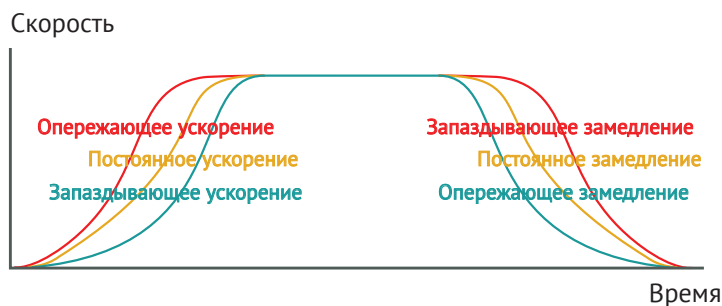 Скорость
Опережающее ускорение
Запаздывающее замедление
Постоянное ускорение
Постоянное замедление
Запаздывающее ускорение
Опережающее замедление
Время